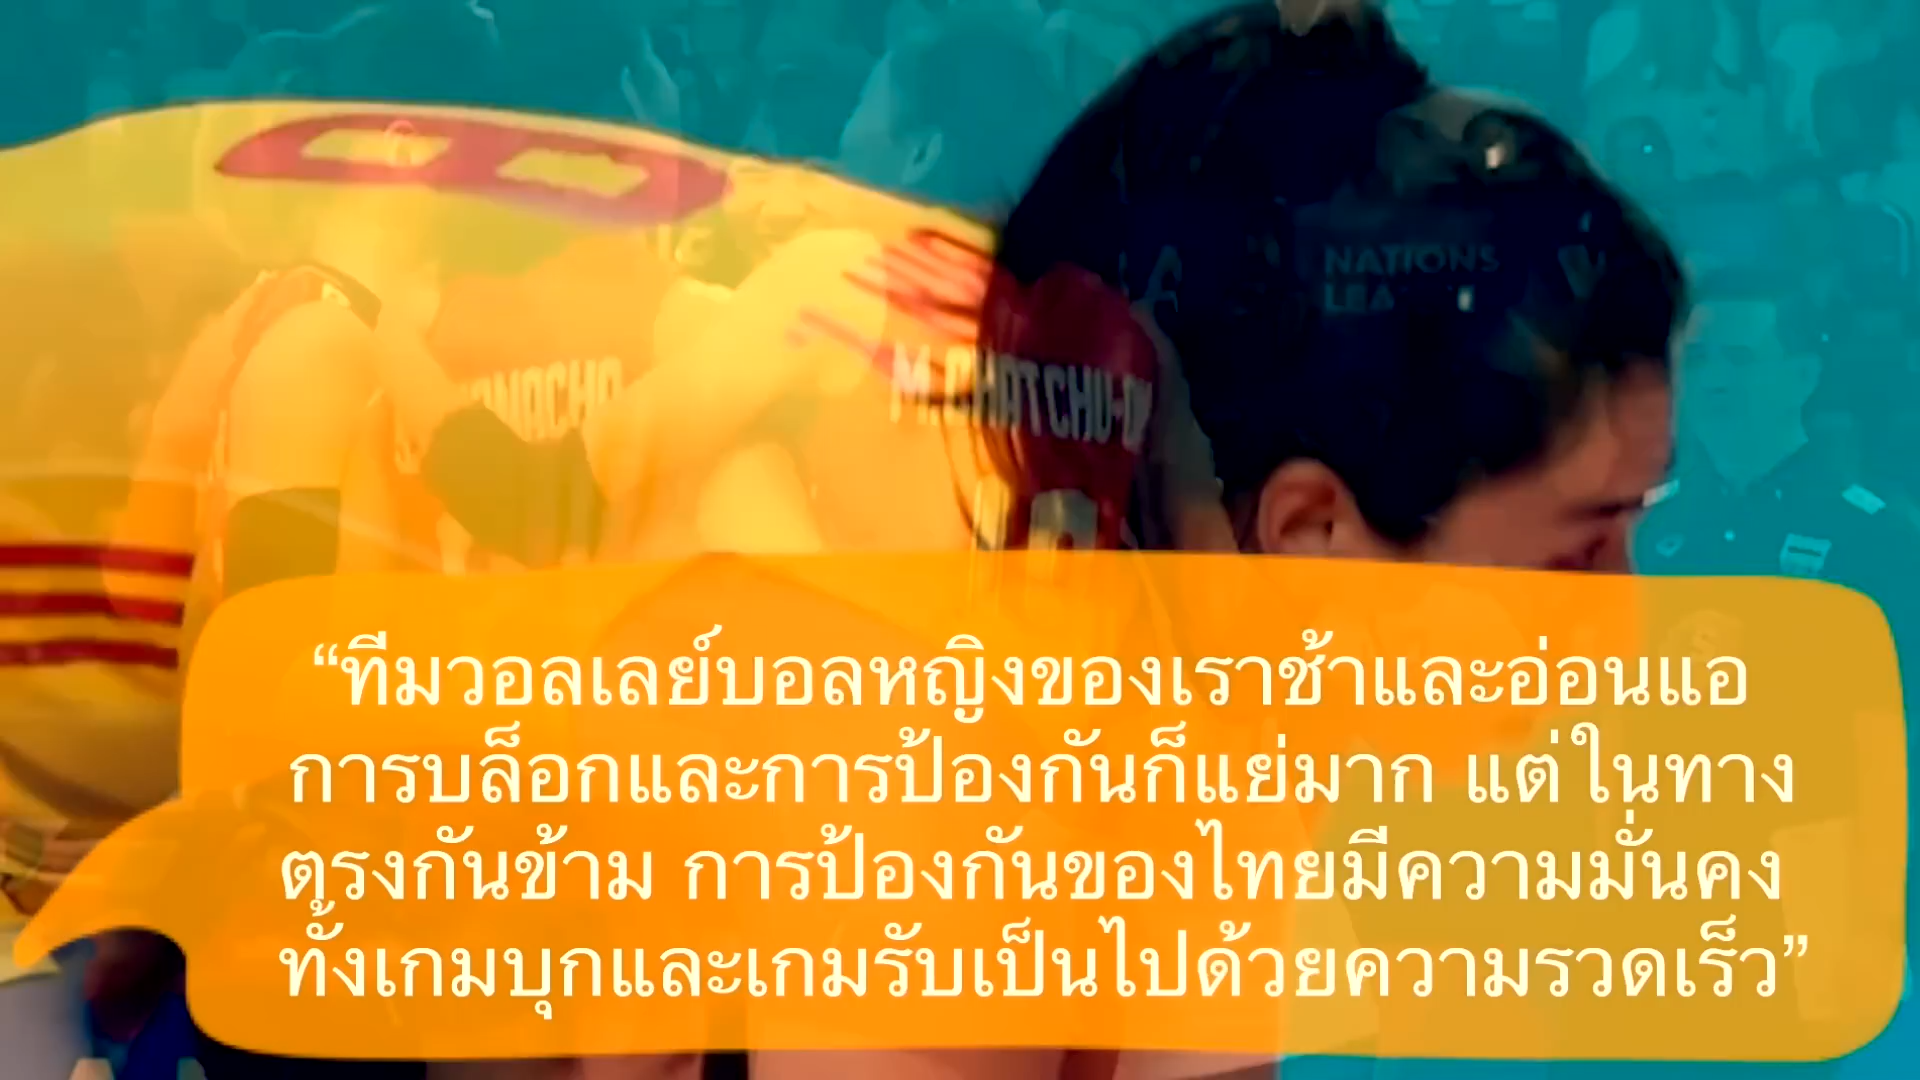 NATIONS
M.CHATCHU-ON
“ทีมวอลเลย์บอลหญิงของเราช้าและอ่อนแอ
การบล็อกและการป้องกันก็แย่มาก แต่ในทาง
ตรงกันข้าม การป้องกันของไทยมีความมั่นคง
ทั้งเกมบุกและเกมรับเป็นไปด้วยความรวดเร็ว”